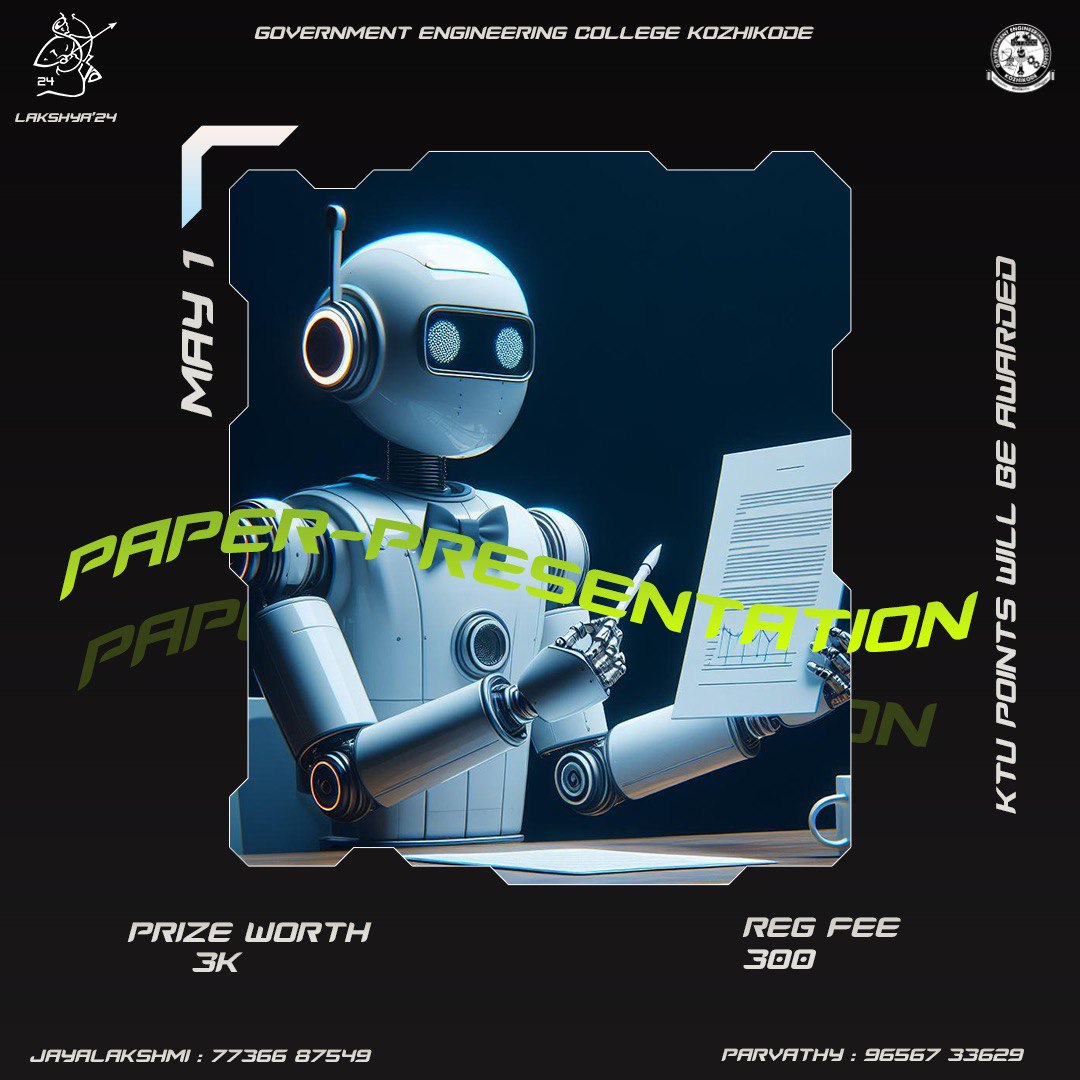 GOVERNMENT ENGINEERING COLLEGE KOZHIKODE
24
LAKSHYA'24
MAY 1
KTU POINTS WILL BE AWARDED
PAPER-PRESENTATION
PRIZE WORTH
3K
REG FEE
300
JAYALAKSHMI : 77366 87549
PARVATHY : 96567 33629